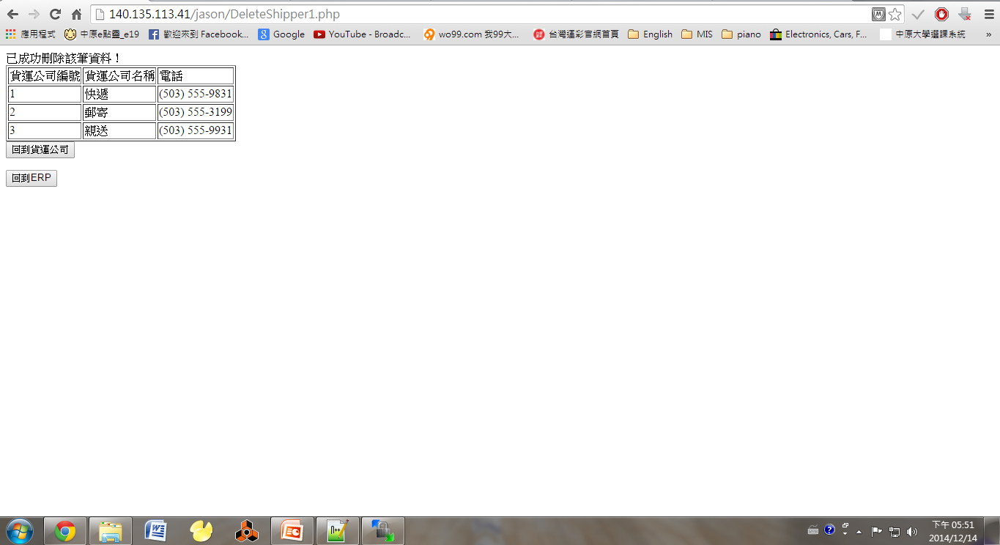 140.135.113.41/jason/DeleteShipper1.php
應用程式 中原e點靈_e19 歡迎來到 Facebook... Google YouTube - Broadc... wo99.com 我99大... 台灣運彩官網首頁 English MIS piano Electronics, Cars, F... 中原大學選課系統 »
已成功刪除該筆資料！
貨運公司編號 貨運公司名稱 電話
1 快遞 (503) 555-9831
2 郵寄 (503) 555-3199
3 親送 (503) 555-9931
回到貨運公司
回到ERP
下午 05:51
2014/12/14